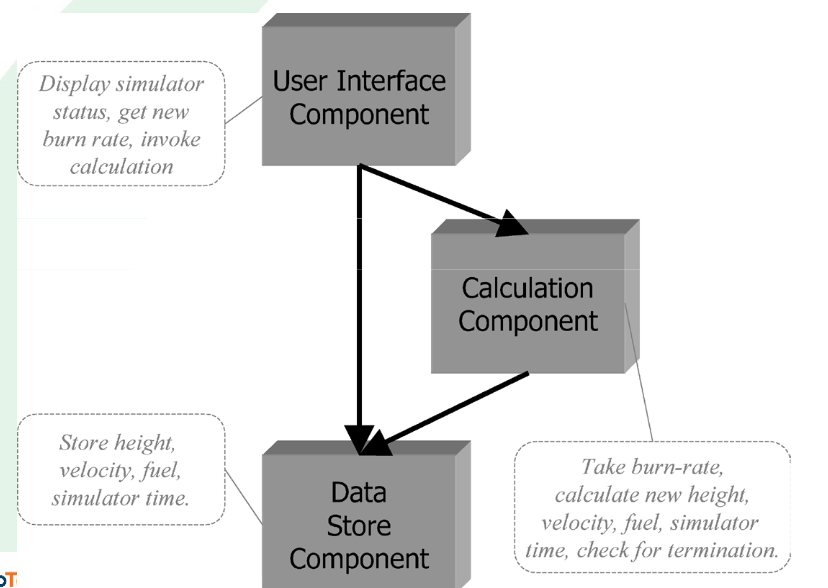 User Interface
Component
Display simulator
status, get new
burn rate, invoke
calculation
Calculation
Component
Store height,
velocity, fuel,
simulator time.
Data
Store
Component
Take burn-rate,
calculate new height,
velocity, fuel, simulator
time, check for termination.